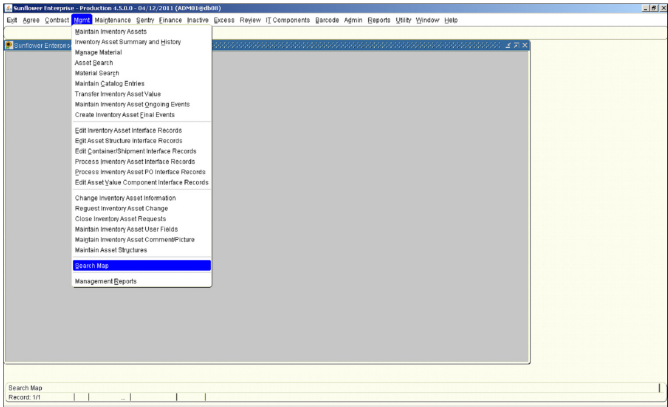 Sunflower Enterprise - Production 4.5.0.8 - 04/12/2011 (ADM01@db08)
Exit Agree Contract Mgmt Maintenance Sentry Finance Inactive Excess Review IT Components Barcode Admin Reports Utility Window Help
Sunflower Enterpris
Maintain Inventory Assets
Inventory Asset Summary and History
Manage Material
Asset Search
Material Search
Maintain Catalog Entries
Transfer Inventory Asset Value
Maintain Inventory Asset Ongoing Events
Create Inventory Asset Final Events
Edit Inventory Asset Interface Records
Edit Asset Structure Interface Records
Edit Container/Shipment Interface Records
Process Inventory Asset Interface Records
Process Inventory Asset PO Interface Records
Edit Asset Value Component Interface Records
Change Inventory Asset Information
Request Inventory Asset Change
Close Inventory Asset Requests
Maintain Inventory Asset User Fields
Maintain Inventory Asset Comment/Picture
Maintain Asset Structures
Search Map
Management Reports
Search Map
Record: 1/1 ...